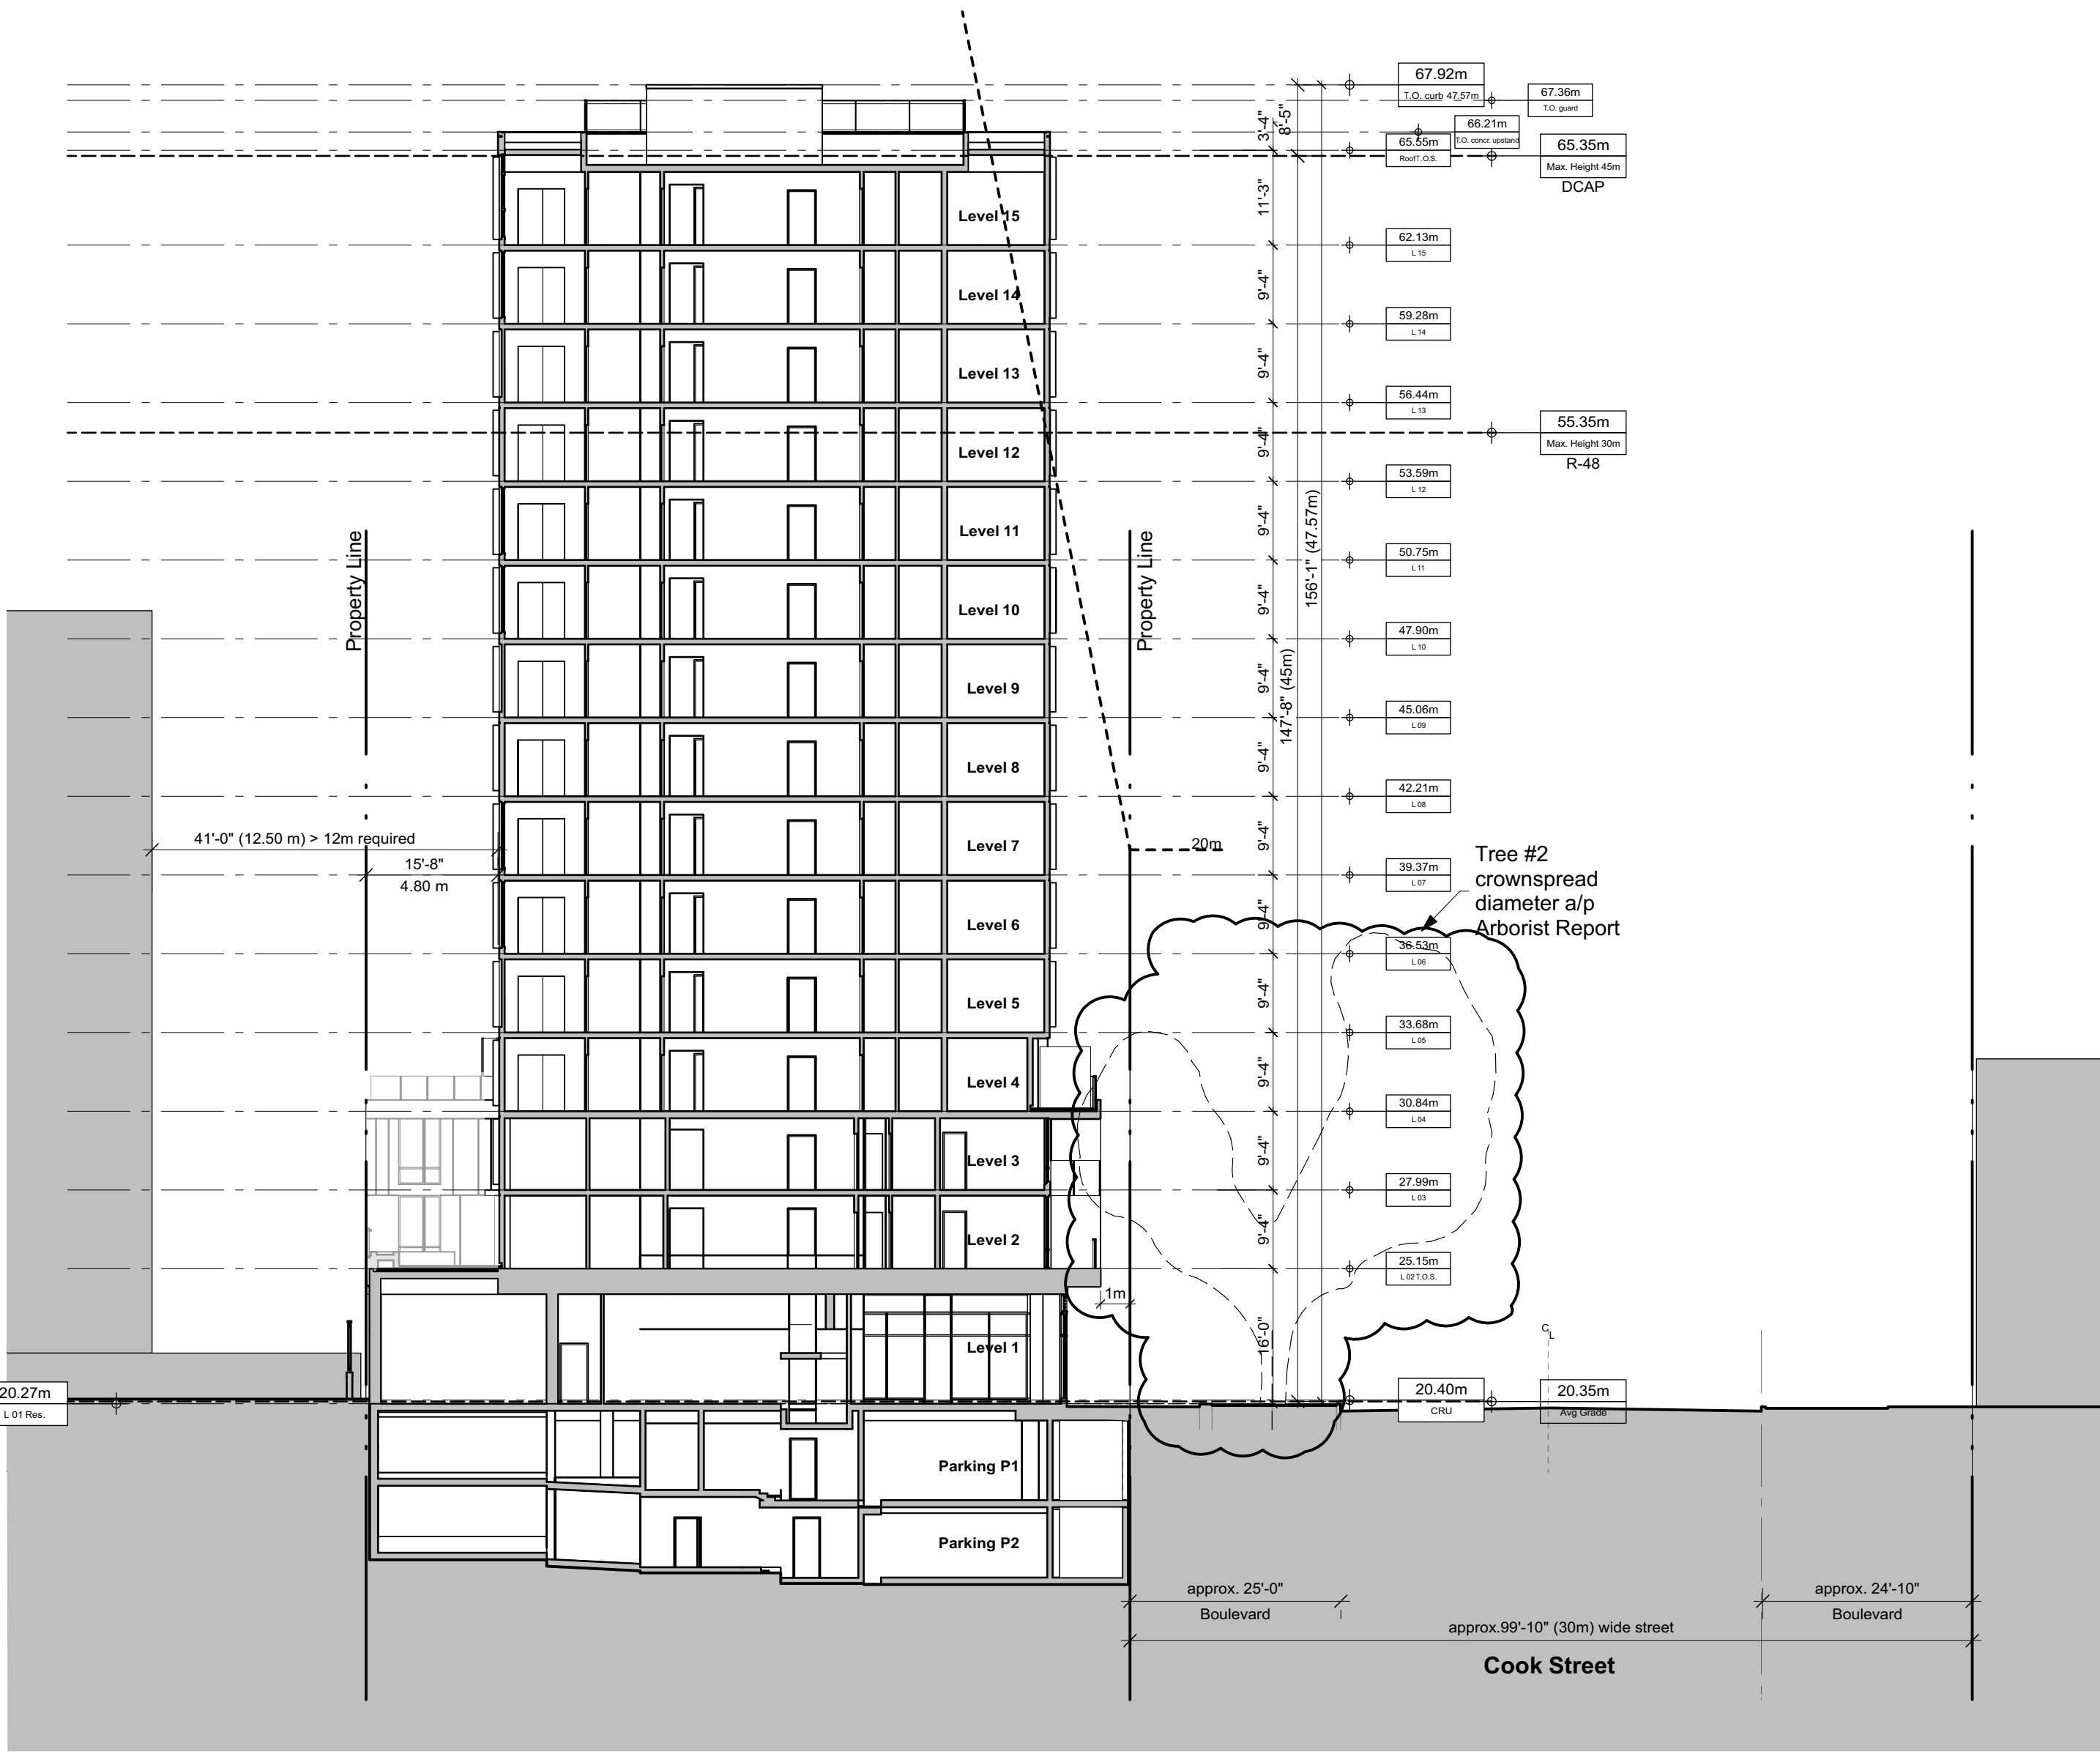 67.92m
T.O. curb 47.57m
67.36m
T.O. guard
66.21m
T.O. concr. upstand
65.55m
Roof T.O.S.
65.35m
Max. Height 45m
DCAP
3'-4"
8'-5"
11'-3"
Level 15
62.13m
L 15
9'-4"
Level 14
59.28m
L 14
9'-4"
Level 13
56.44m
L 13
55.35m
Max. Height 30m
R-48
9'-4"
Level 12
53.59m
L 12
9'-4"
Level 11
156'-1" (47.57m)
50.75m
L 11
Property Line
Property Line
9'-4"
Level 10
47.90m
L 10
9'-4"
147'-8" (45m)
Level 9
45.06m
L 09
9'-4"
Level 8
42.21m
L 08
41'-0" (12.50 m) > 12m required
15'-8"
4.80 m
9'-4"
Level 7
20m
39.37m
L 07
Tree #2
crownspread
diameter a/p
Arborist Report
9'-4"
Level 6
36.53m
L 06
9'-4"
Level 5
33.68m
L 05
9'-4"
Level 4
30.84m
L 04
9'-4"
Level 3
27.99m
L 03
9'-4"
Level 2
25.15m
L 02 T.O.S.
1m
16'-0"
Level 1
CL
20.27m
L 01 Res.
20.40m
CRU
20.35m
Avg Grade
Parking P1
Parking P2
approx. 25'-0"
Boulevard
approx. 24'-10"
Boulevard
approx.99'-10" (30m) wide street
Cook Street